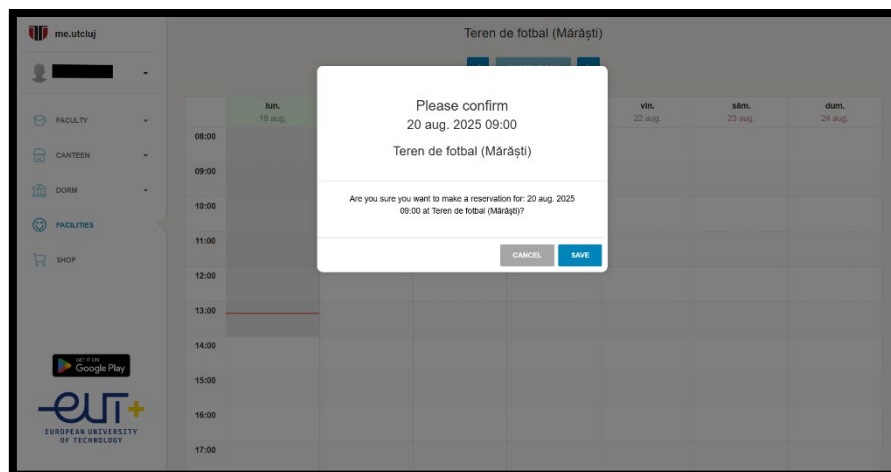 me.utcluj
FACULTY
CANTEEN
DORM
FACILITIES
SHOP
GET IT ON
Google Play
eut+
EUROPEAN UNIVERSITY
OF TECHNOLOGY
Teren de fotbal (Mărăști)
lun.
18 aug.
vin.
22 aug.
sâm.
23 aug.
dum.
24 aug.
08:00
09:00
10:00
11:00
12:00
13:00
14:00
15:00
16:00
17:00
Please confirm
20 aug. 2025 09:00
Teren de fotbal (Mărăști)
Are you sure you want to make a reservation for: 20 aug. 2025
09:00 at Teren de fotbal (Mărăști)?
CANCEL
SAVE